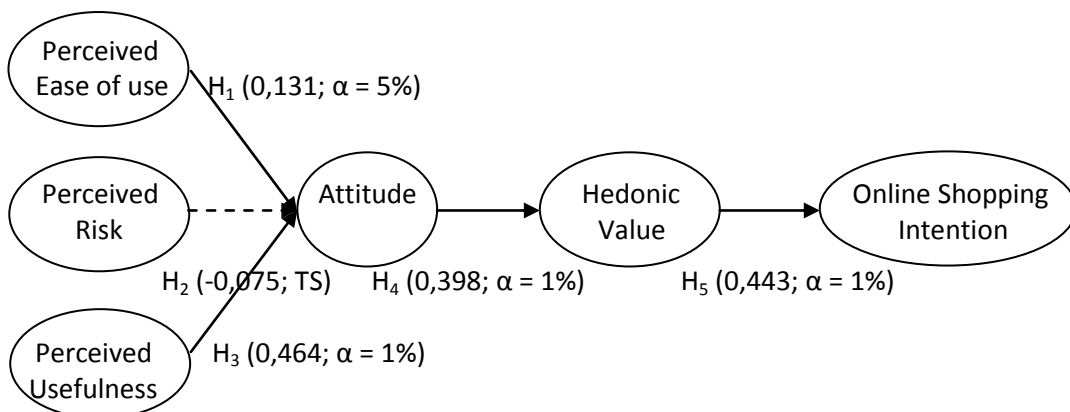 Perceived
Ease of use
H₁ (0,131; α = 5%)
Perceived
Risk
Attitude
Hedonic
Value
Online Shopping
Intention
H₂ (-0,075; TS)
H₄ (0,398; α = 1%)
H₅ (0,443; α = 1%)
Perceived
Usefulness
H₃ (0,464; α = 1%)